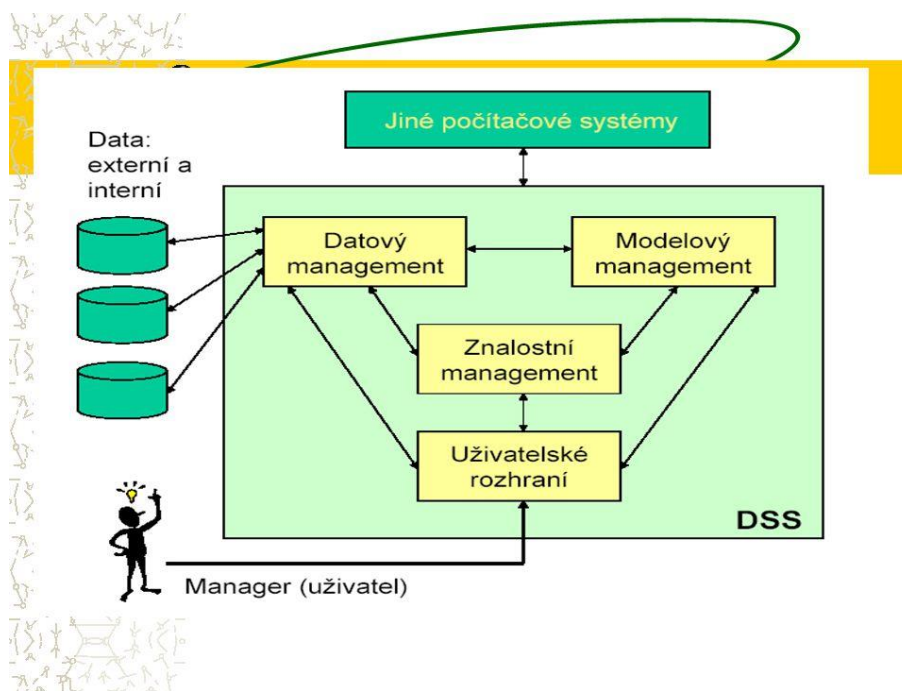 Jiné počítačové systémy
Data:
externí a
interní
Datový
management
Modelový
management
Znalostní
management
Uživatelské
rozhraní
DSS
Manager (uživatel)